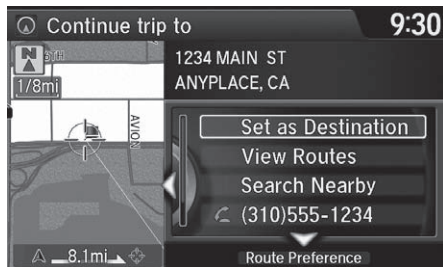 Continue trip to
9:30
N
1/8mi
1234 MAIN ST
ANYPLACE, CA
AVION
Set as Destination
View Routes
Search Nearby
(310)555-1234
8.1mi
Route Preference